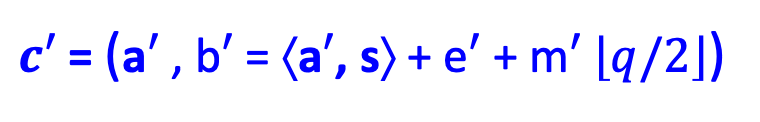 c′ = (a′ , b′ = ⟨a′, s⟩ + e′ + m′ ⌊q/2⌋)